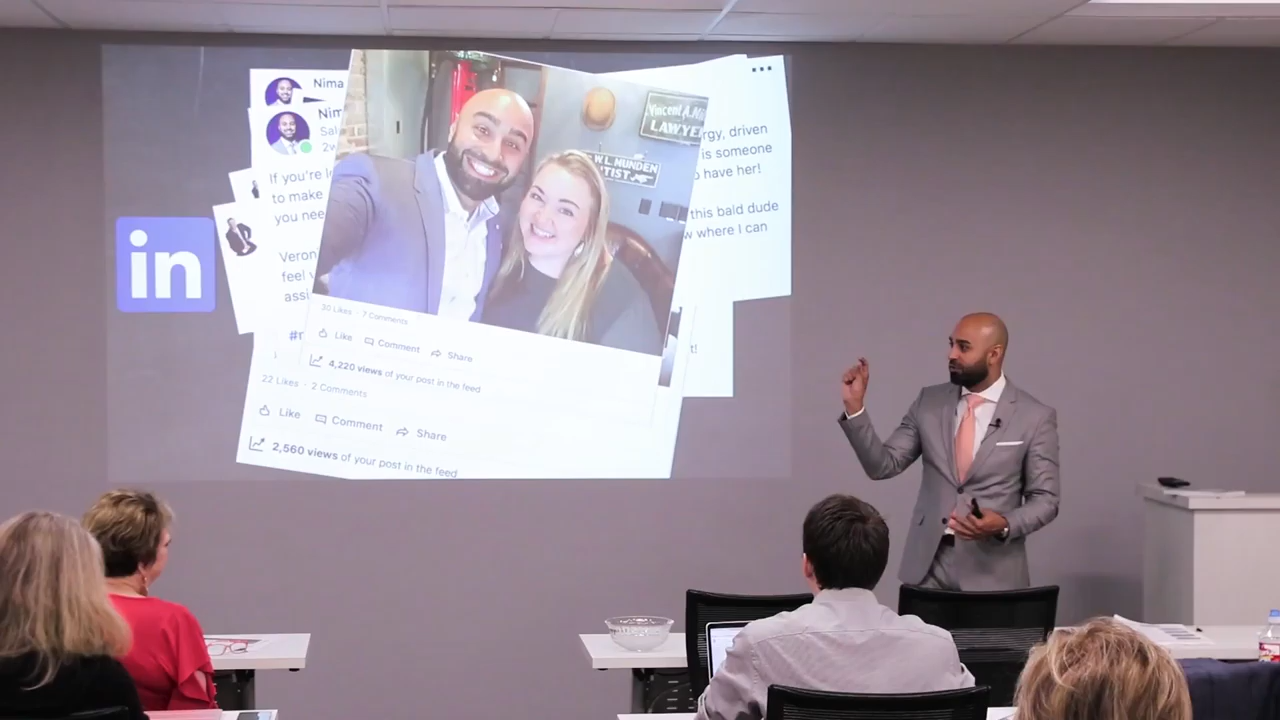 in
Nima
Nim
Sal
2w
If you're l
to make
you nee
Veron
feel
assi
#r
Vincent A.
LAWYE
W.L. MUNDEN
TIST
...
rgy, driven
is someone
have her!
this bald dude
w where I can
t!
20 Likes · 7 Comments
Like Comment Share
4,220 views of your post in the feed
22 Likes · 2 Comments
Like Comment Share
2,560 views of your post in the feed